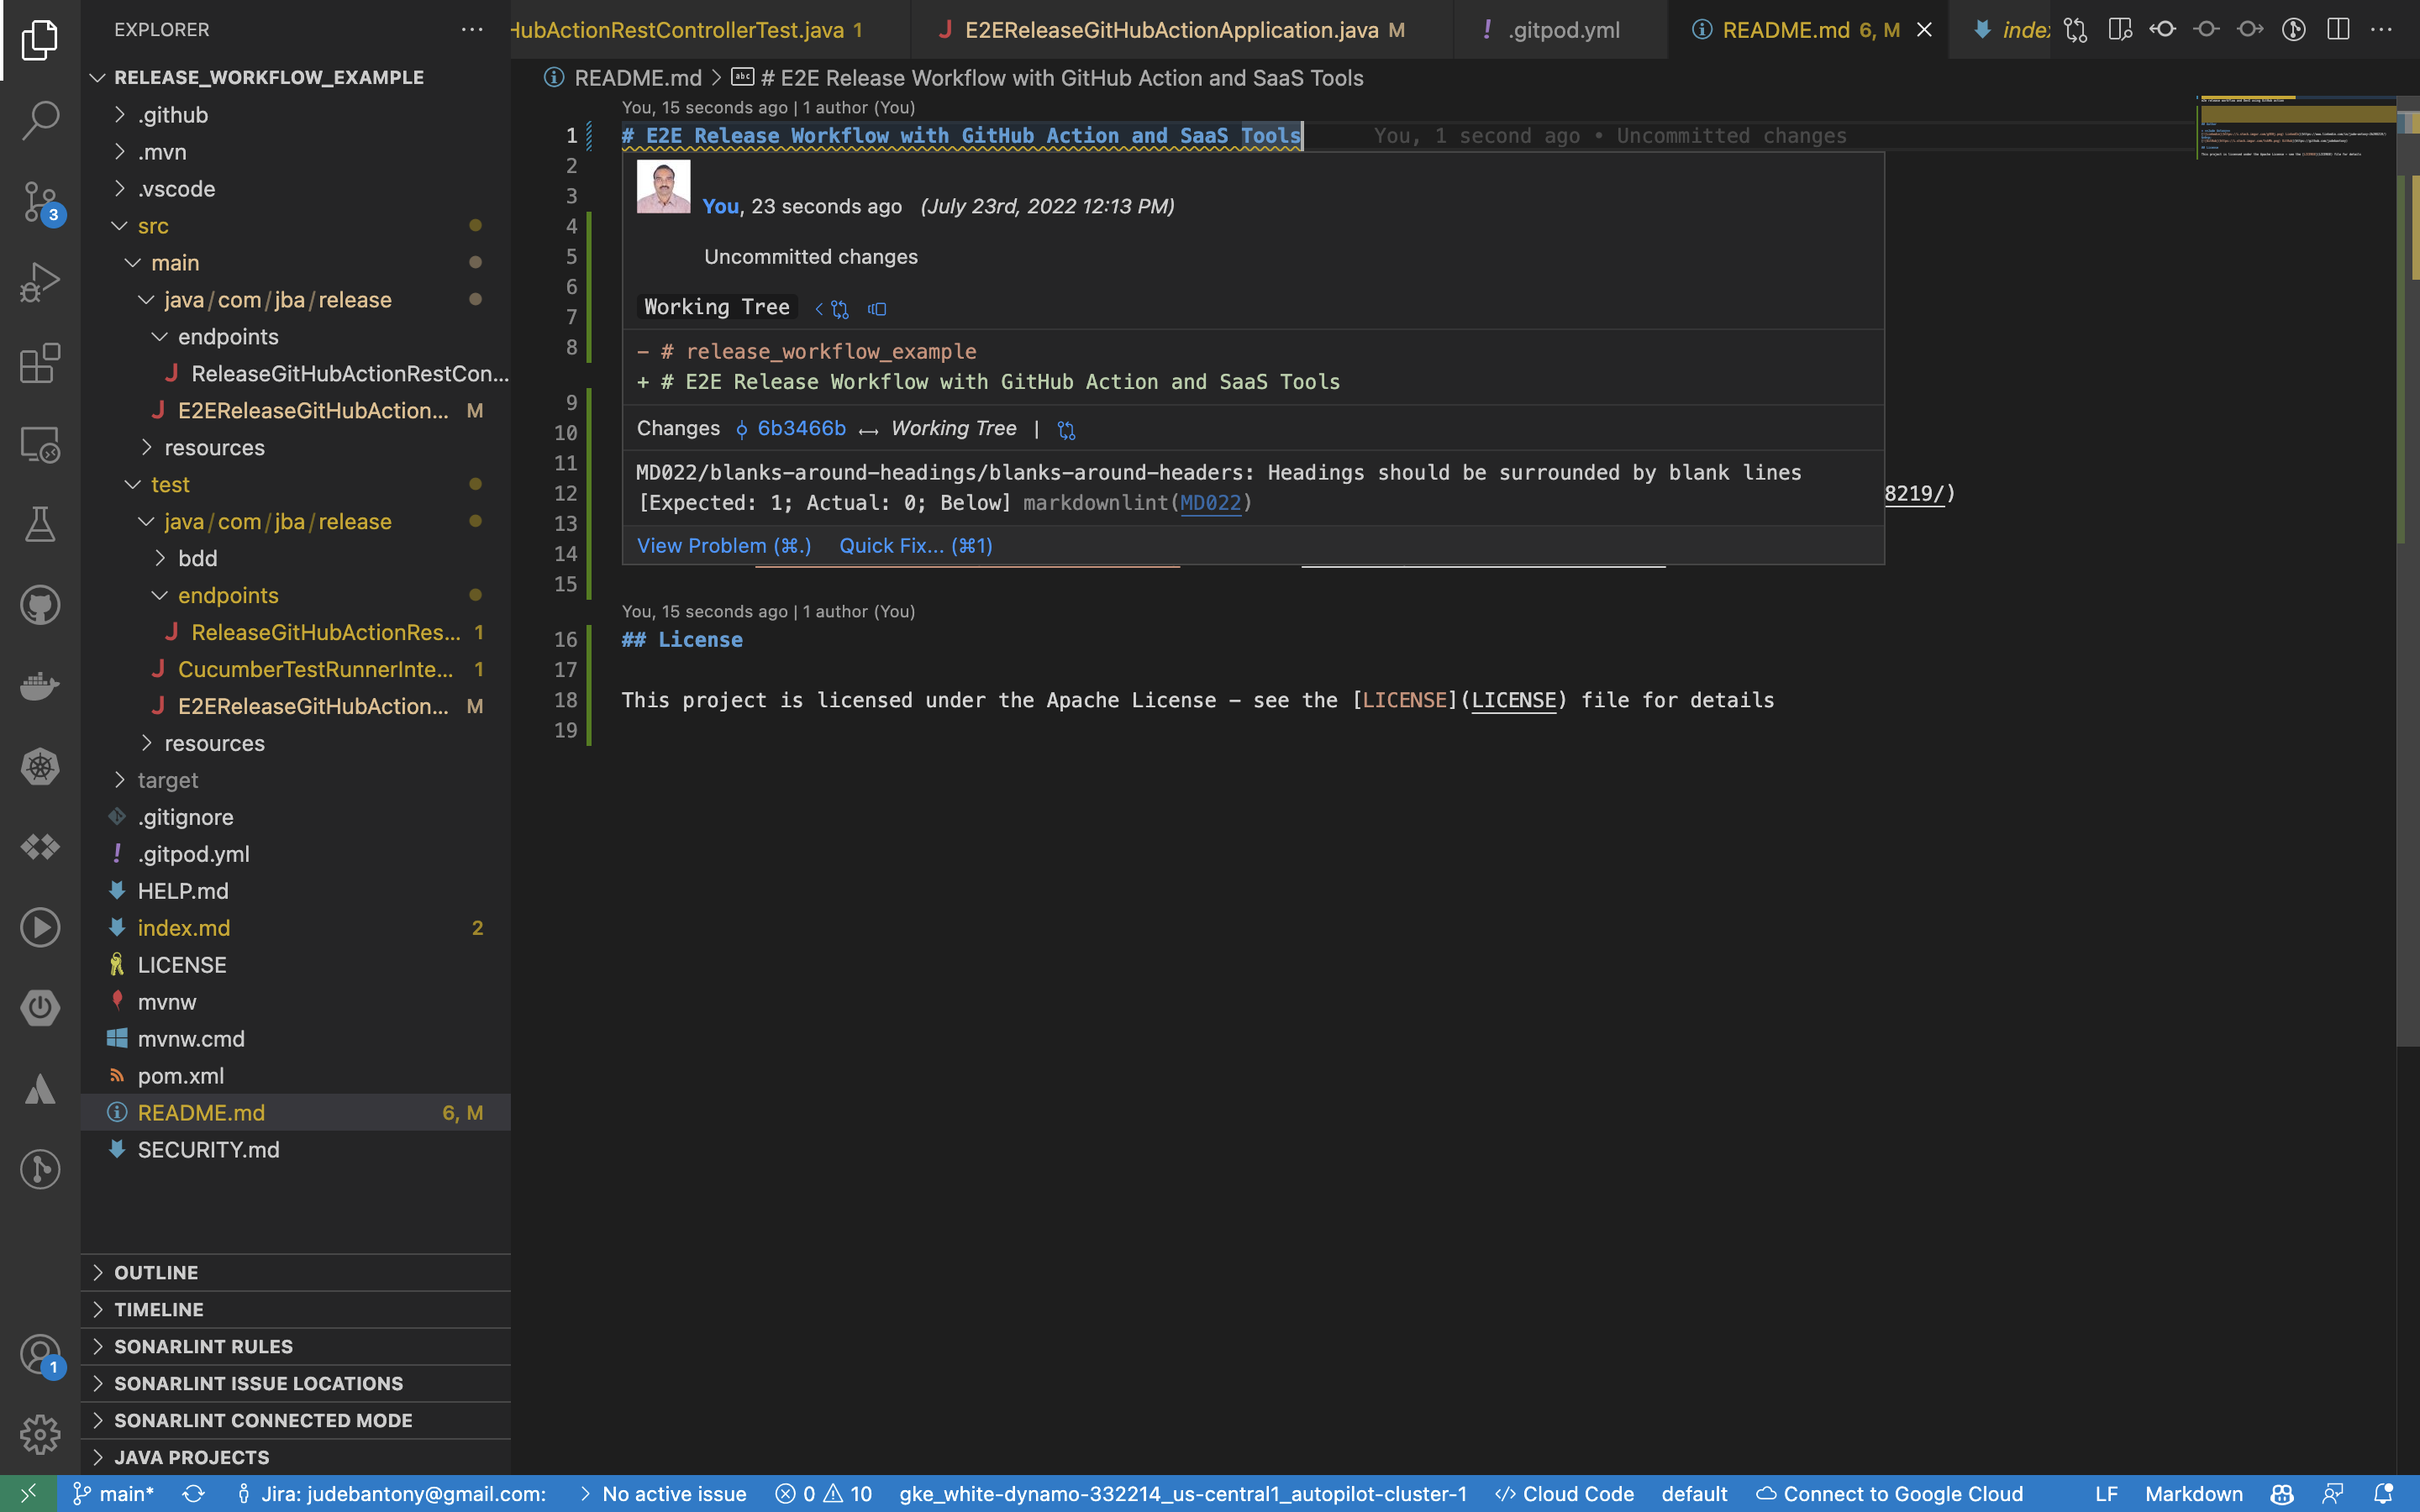 EXPLORER
RELEASE_WORKFLOW_EXAMPLE
.github
.mvn
.vscode
src
main
java/com/jba/release
endpoints
ReleaseGitHubActionRestCon...
E2EReleaseGitHubAction... M
resources
test
java/com/jba/release
bdd
endpoints
ReleaseGitHubActionRes... 1
CucumberTestRunnerInte... 1
E2EReleaseGitHubAction... M
resources
target
.gitignore
.gitpod.yml
HELP.md
index.md 2
LICENSE
mvnw
mvnw.cmd
pom.xml
README.md 6, M
SECURITY.md
OUTLINE
TIMELINE
SONARLINT RULES
SONARLINT ISSUE LOCATIONS
SONARLINT CONNECTED MODE
JAVA PROJECTS
3
1
HubActionRestControllerTest.java 1
E2EReleaseGitHubActionApplication.java M
.gitpod.yml
README.md 6, M
index
README.md > # E2E Release Workflow with GitHub Action and SaaS Tools
You, 15 seconds ago | 1 author (You)
1 # E2E Release Workflow with GitHub Action and SaaS Tools You, 1 second ago • Uncommitted changes
2
3
4
5
6
7
8
9
10
11
12
13
14
15
You, 23 seconds ago (July 23rd, 2022 12:13 PM)
Uncommitted changes
Working Tree
- # release_workflow_example
+ # E2E Release Workflow with GitHub Action and SaaS Tools
Changes 6b3466b Working Tree |
MD022/blanks-around-headings/blanks-around-headers: Headings should be surrounded by blank lines
[Expected: 1; Actual: 0; Below] markdownlint(MD022)
8219/)
View Problem (⌘.) Quick Fix... (⌘1)
You, 15 seconds ago | 1 author (You)
16 ## License
17
18 This project is licensed under the Apache License - see the [LICENSE](LICENSE) file for details
19
main* Jira: judebantony@gmail.com: No active issue 0 10 gke_white-dynamo-332214_us-central1_autopilot-cluster-1 Cloud Code default Connect to Google Cloud LF Markdown